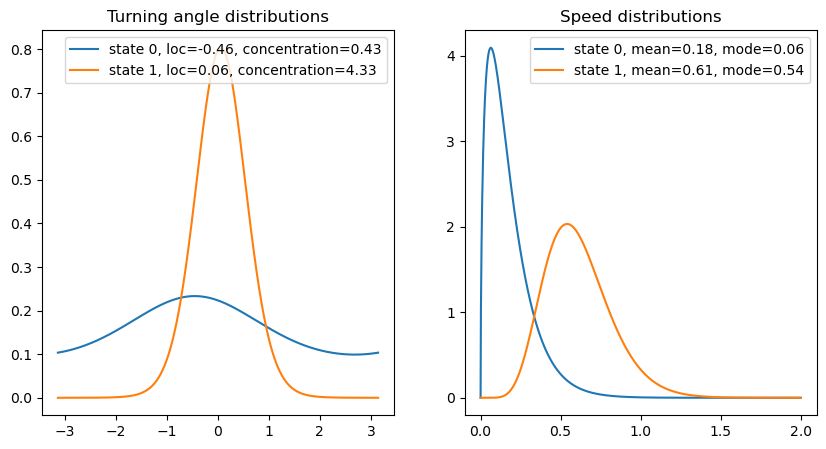 Turning angle distributions
state 0, loc=-0.46, concentration=0.43
state 1, loc=0.06, concentration=4.33
0.8
0.7
0.6
0.5
0.4
0.3
0.2
0.1
0.0
−3 −2 −1 0 1 2 3
Speed distributions
state 0, mean=0.18, mode=0.06
state 1, mean=0.61, mode=0.54
4
3
2
1
0
0.0 0.5 1.0 1.5 2.0